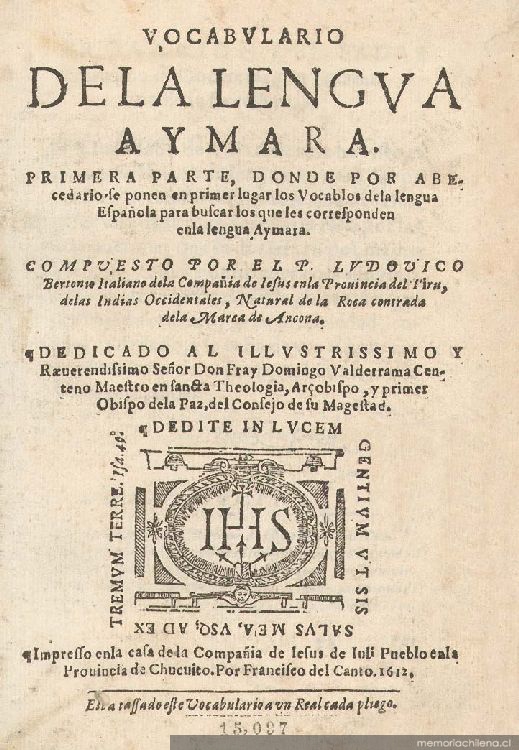 VOCABVLARIO
DELA LENGVA
AYMARA.
PRIMERA PARTE, DONDE POR ABE-
cedario se ponen en primer lugar los Vocablos dela lengua
Española para buscar los que les corresponden
enla lengua Aymara.
COMPVESTO POR EL P. LVDOVICO
Bertonio Italiano dela Compañia de Iesus enla Prouincia del Piru,
delas Indias Occidentales, Natural de la Roca contrada
dela Marca de Ancona.
¶DEDICADO AL ILLVSTRISSIMO Y
Reuerendissimo Señor Don Fray Domingo Valderrama Cen-
teno Maestro en sancta Theologia, Arçobispo, y primer
Obispo dela Paz, del Consejo de su Magestad.
¶DEDITE IN LVCEM
GENTIVM VT SIS
SALVS MEA, VSQ, AD EX
TREMVM TERRE. Isa. 49.
IHS
¶Impresso enla casa dela Compañia de Iesus de Iuli Pueblo enla
Prouincia de Chucuito. Por Francisco del Canto. 1612.
Esta tassado este Vocabulario a vn Real cada pliego.
15,097
memoriachilena.cl